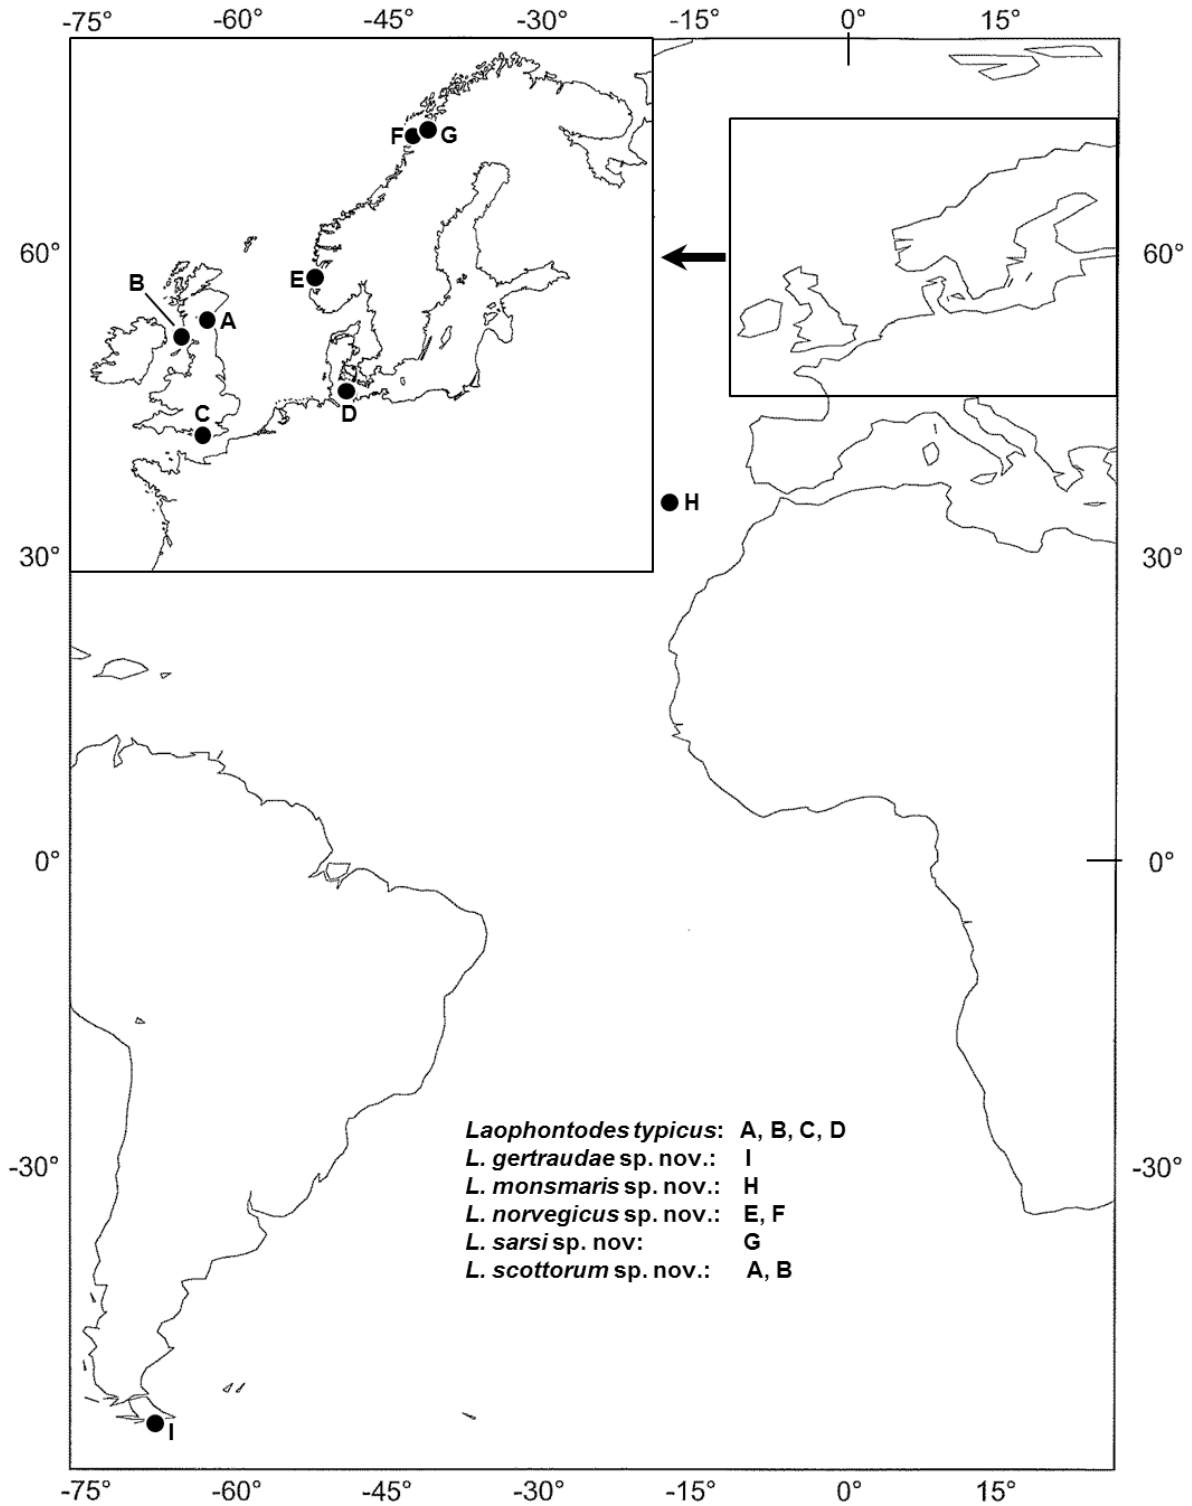 -75° -60° -45° -30° -15° 0° 15°
F G
60° 60°
E
B
A
D
C
H
30° 30°
0° 0°
Laophontodes typicus: A, B, C, D
L. gertraudae sp. nov.: I
L. monsmaris sp. nov.: H
L. norvegicus sp. nov.: E, F
L. sarsi sp. nov: G
L. scottorum sp. nov.: A, B
-30° -30°
I
-75° -60° -45° -30° -15° 0° 15°